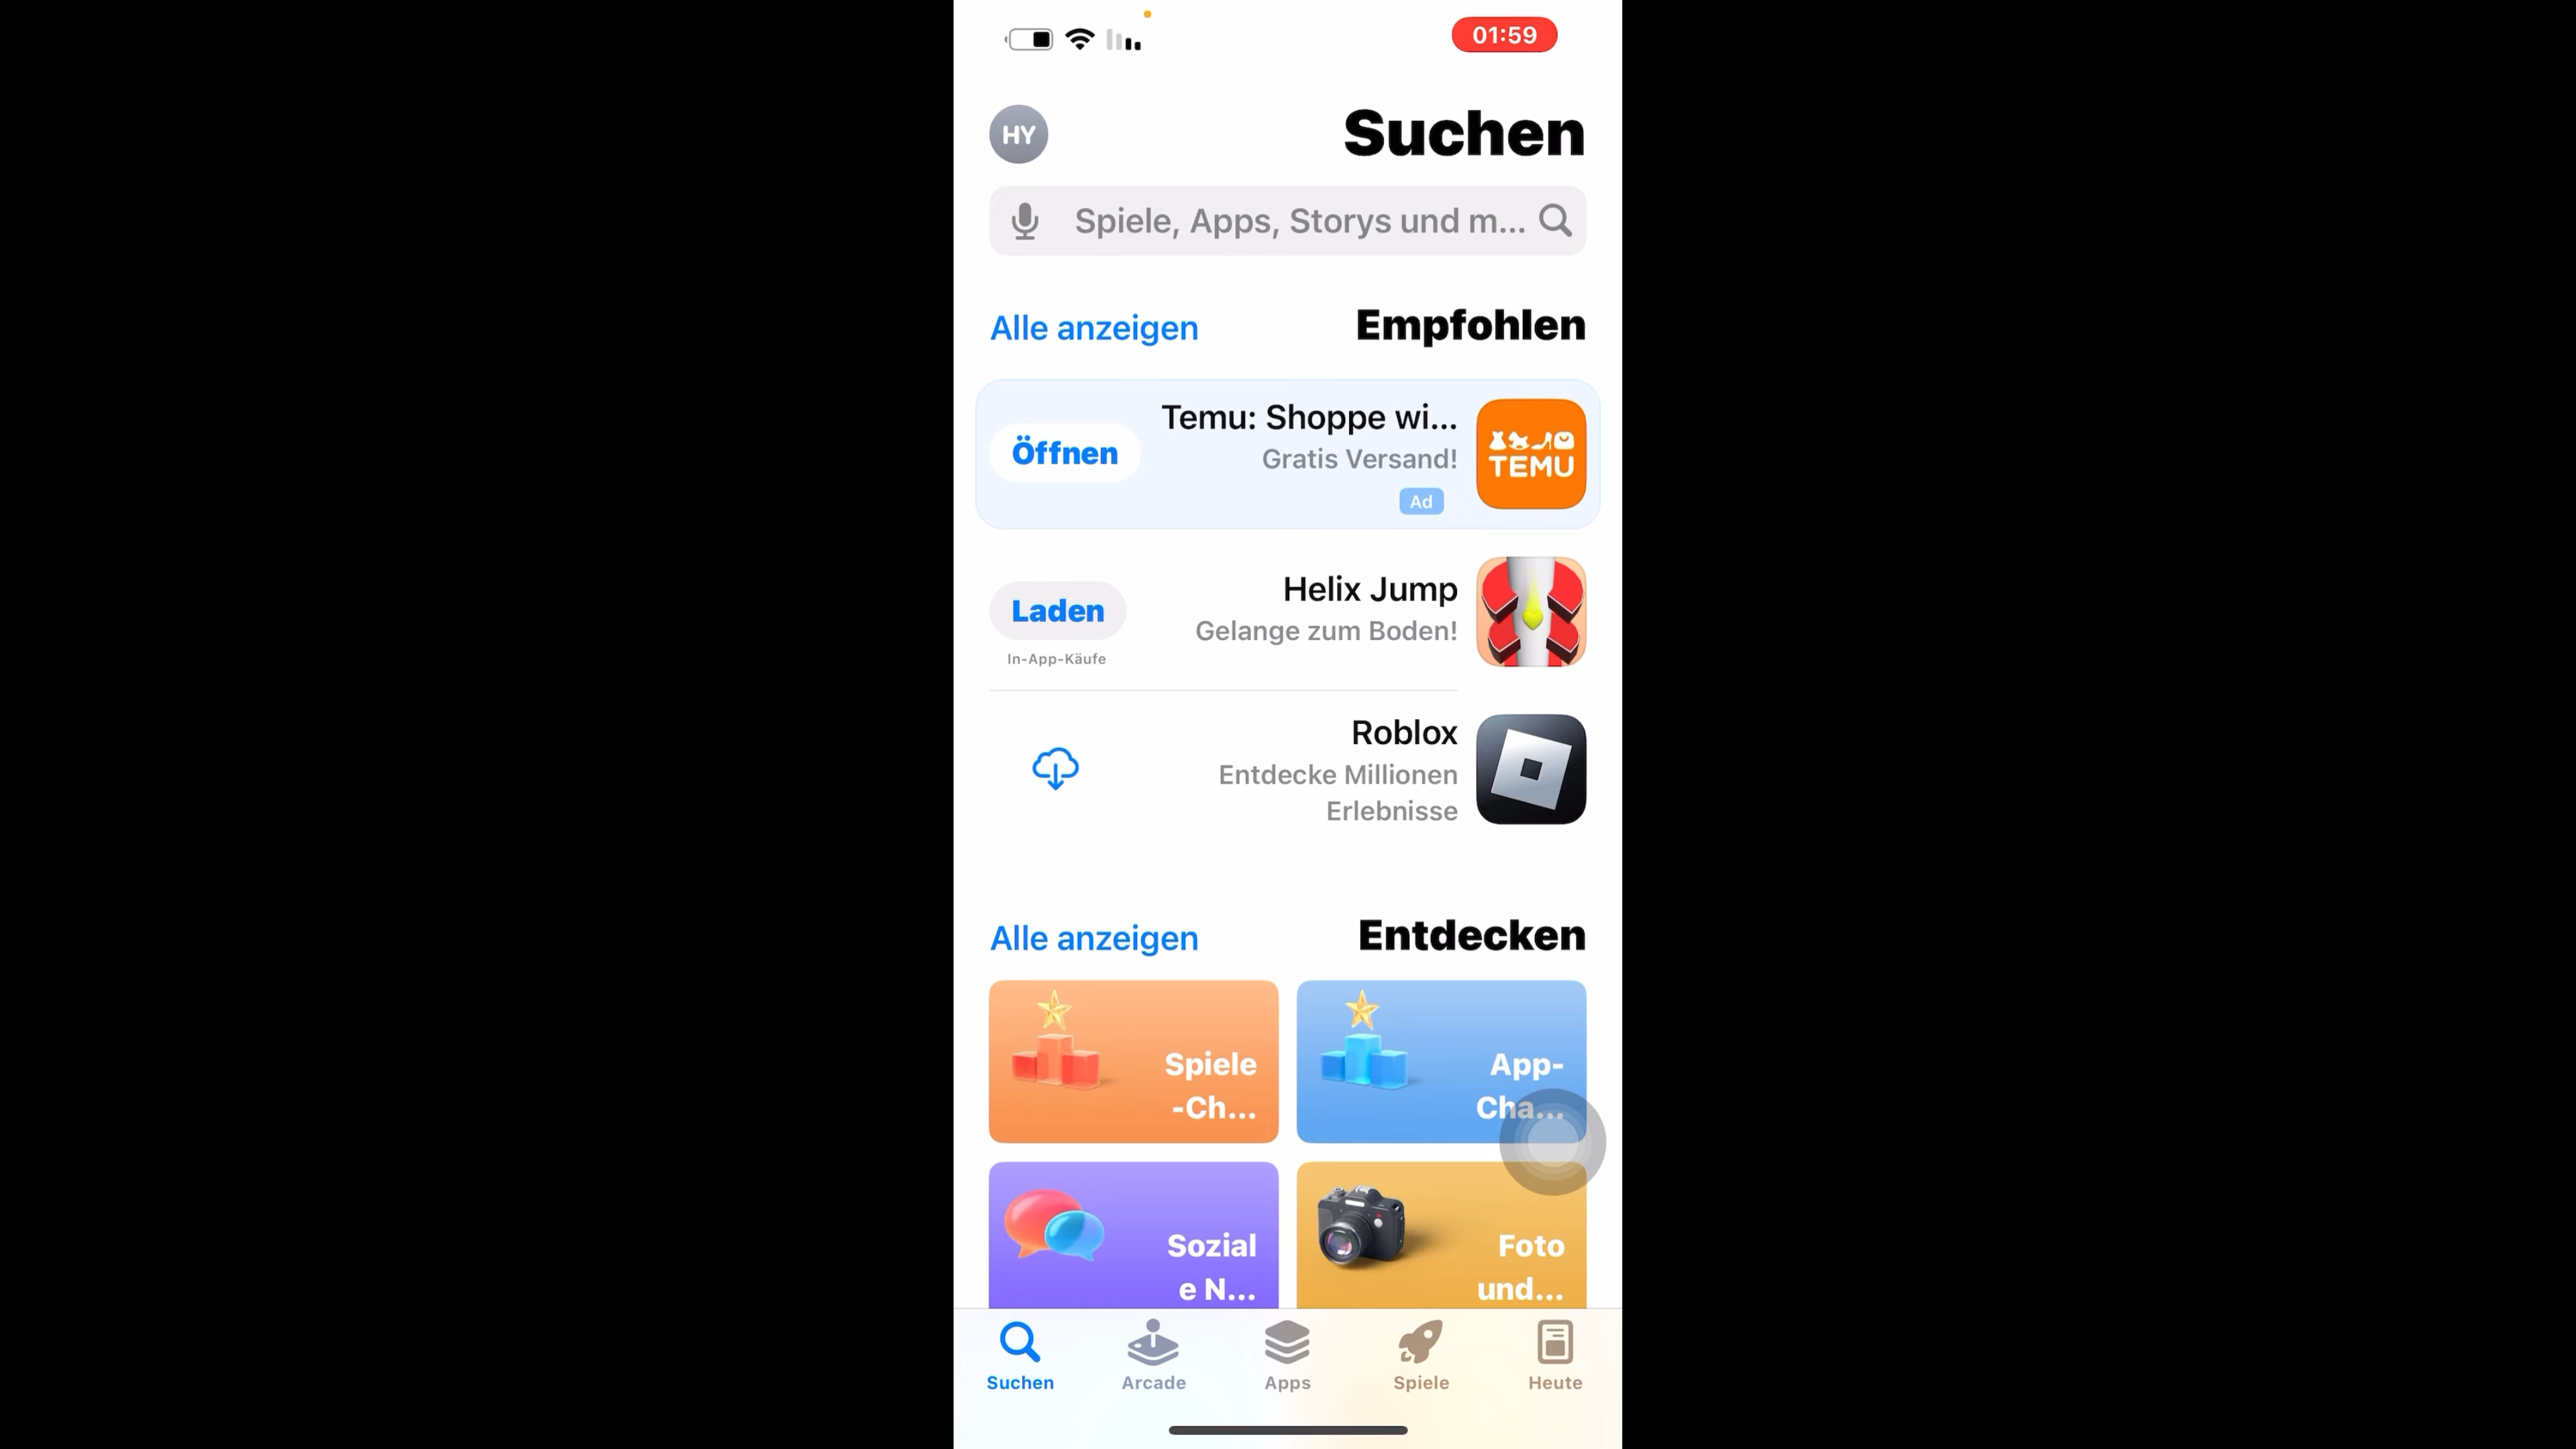 01:59
HY
Suchen
Spiele, Apps, Storys und m...
Alle anzeigen
Empfohlen
Öffnen
Temu: Shoppe wi...
Gratis Versand!
Ad
TEMU
Laden
In-App-Käufe
Helix Jump
Gelange zum Boden!
Roblox
Entdecke Millionen
Erlebnisse
Alle anzeigen
Entdecken
Spiele
-Ch...
App-
Cha...
Sozial
e N...
Foto
und...
Suchen
Arcade
Apps
Spiele
Heute